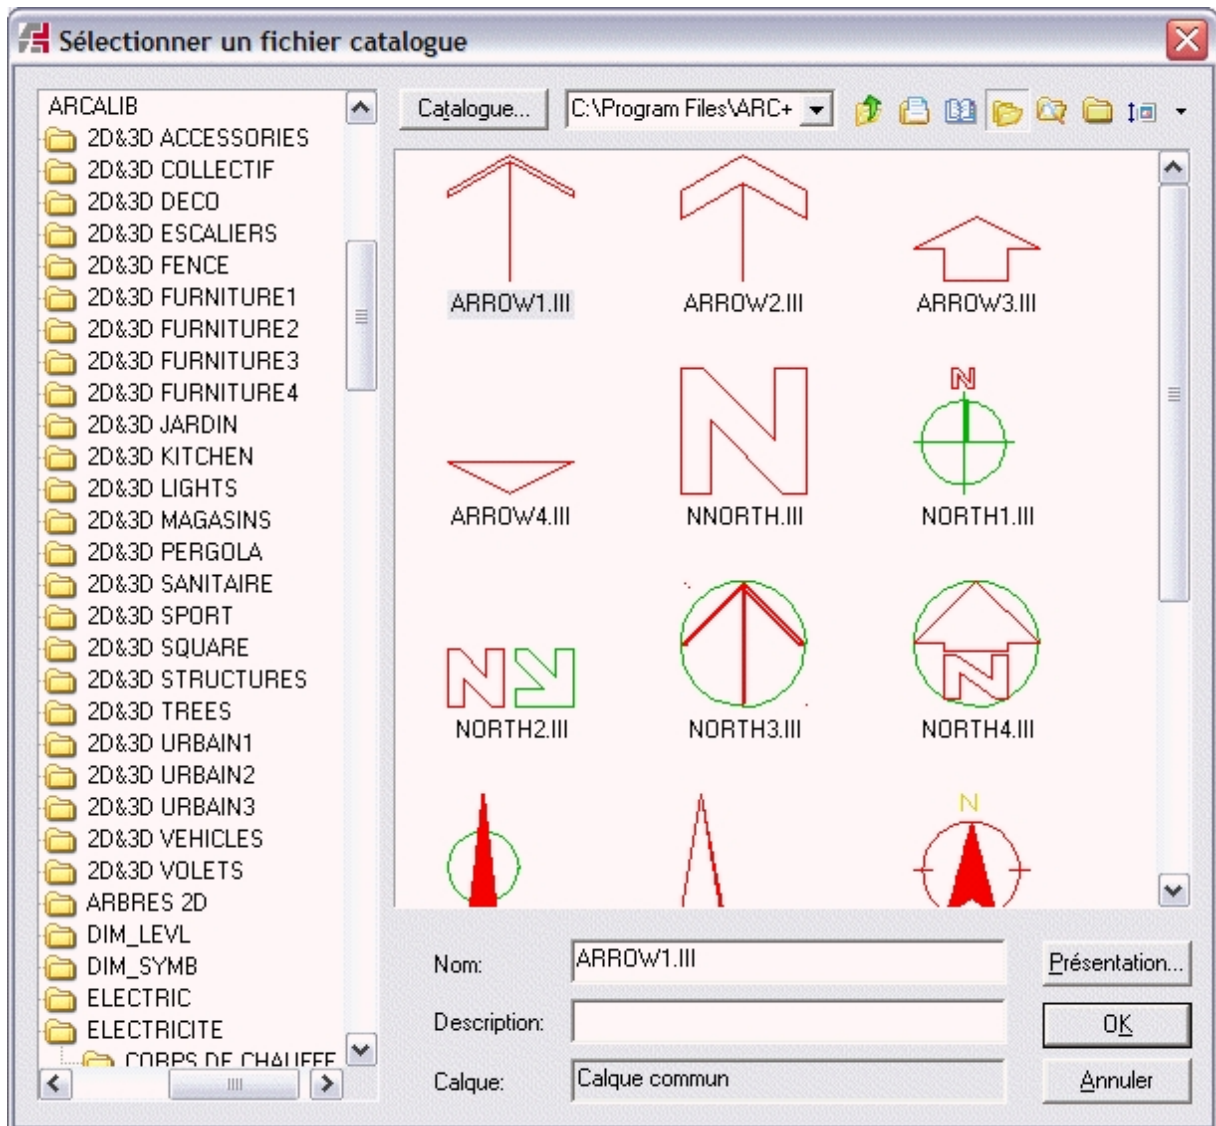 Sélectionner un fichier catalogue
ARCALIB
2D&3D ACCESSORIES
2D&3D COLLECTIF
2D&3D DECO
2D&3D ESCALIERS
2D&3D FENCE
2D&3D FURNITURE1
2D&3D FURNITURE2
2D&3D FURNITURE3
2D&3D FURNITURE4
2D&3D JARDIN
2D&3D KITCHEN
2D&3D LIGHTS
2D&3D MAGASINS
2D&3D PERGOLA
2D&3D SANITAIRE
2D&3D SPORT
2D&3D SQUARE
2D&3D STRUCTURES
2D&3D TREES
2D&3D URBAIN1
2D&3D URBAIN2
2D&3D URBAIN3
2D&3D VEHICLES
2D&3D VOLETS
ARBRES 2D
DIM_LEVL
DIM_SYMB
ELECTRIC
ELECTRICITE
CORPS DE CHAUFFE
Catalogue... C:\Program Files\ARC+
ARROW1.III ARROW2.III ARROW3.III
N
N
ARROW4.III NNORTH.III NORTH1.III
N N
NORTH2.III NORTH3.III NORTH4.III
N
Nom: ARROW1.III Présentation...
Description: OK
Calque: Calque commun Annuler